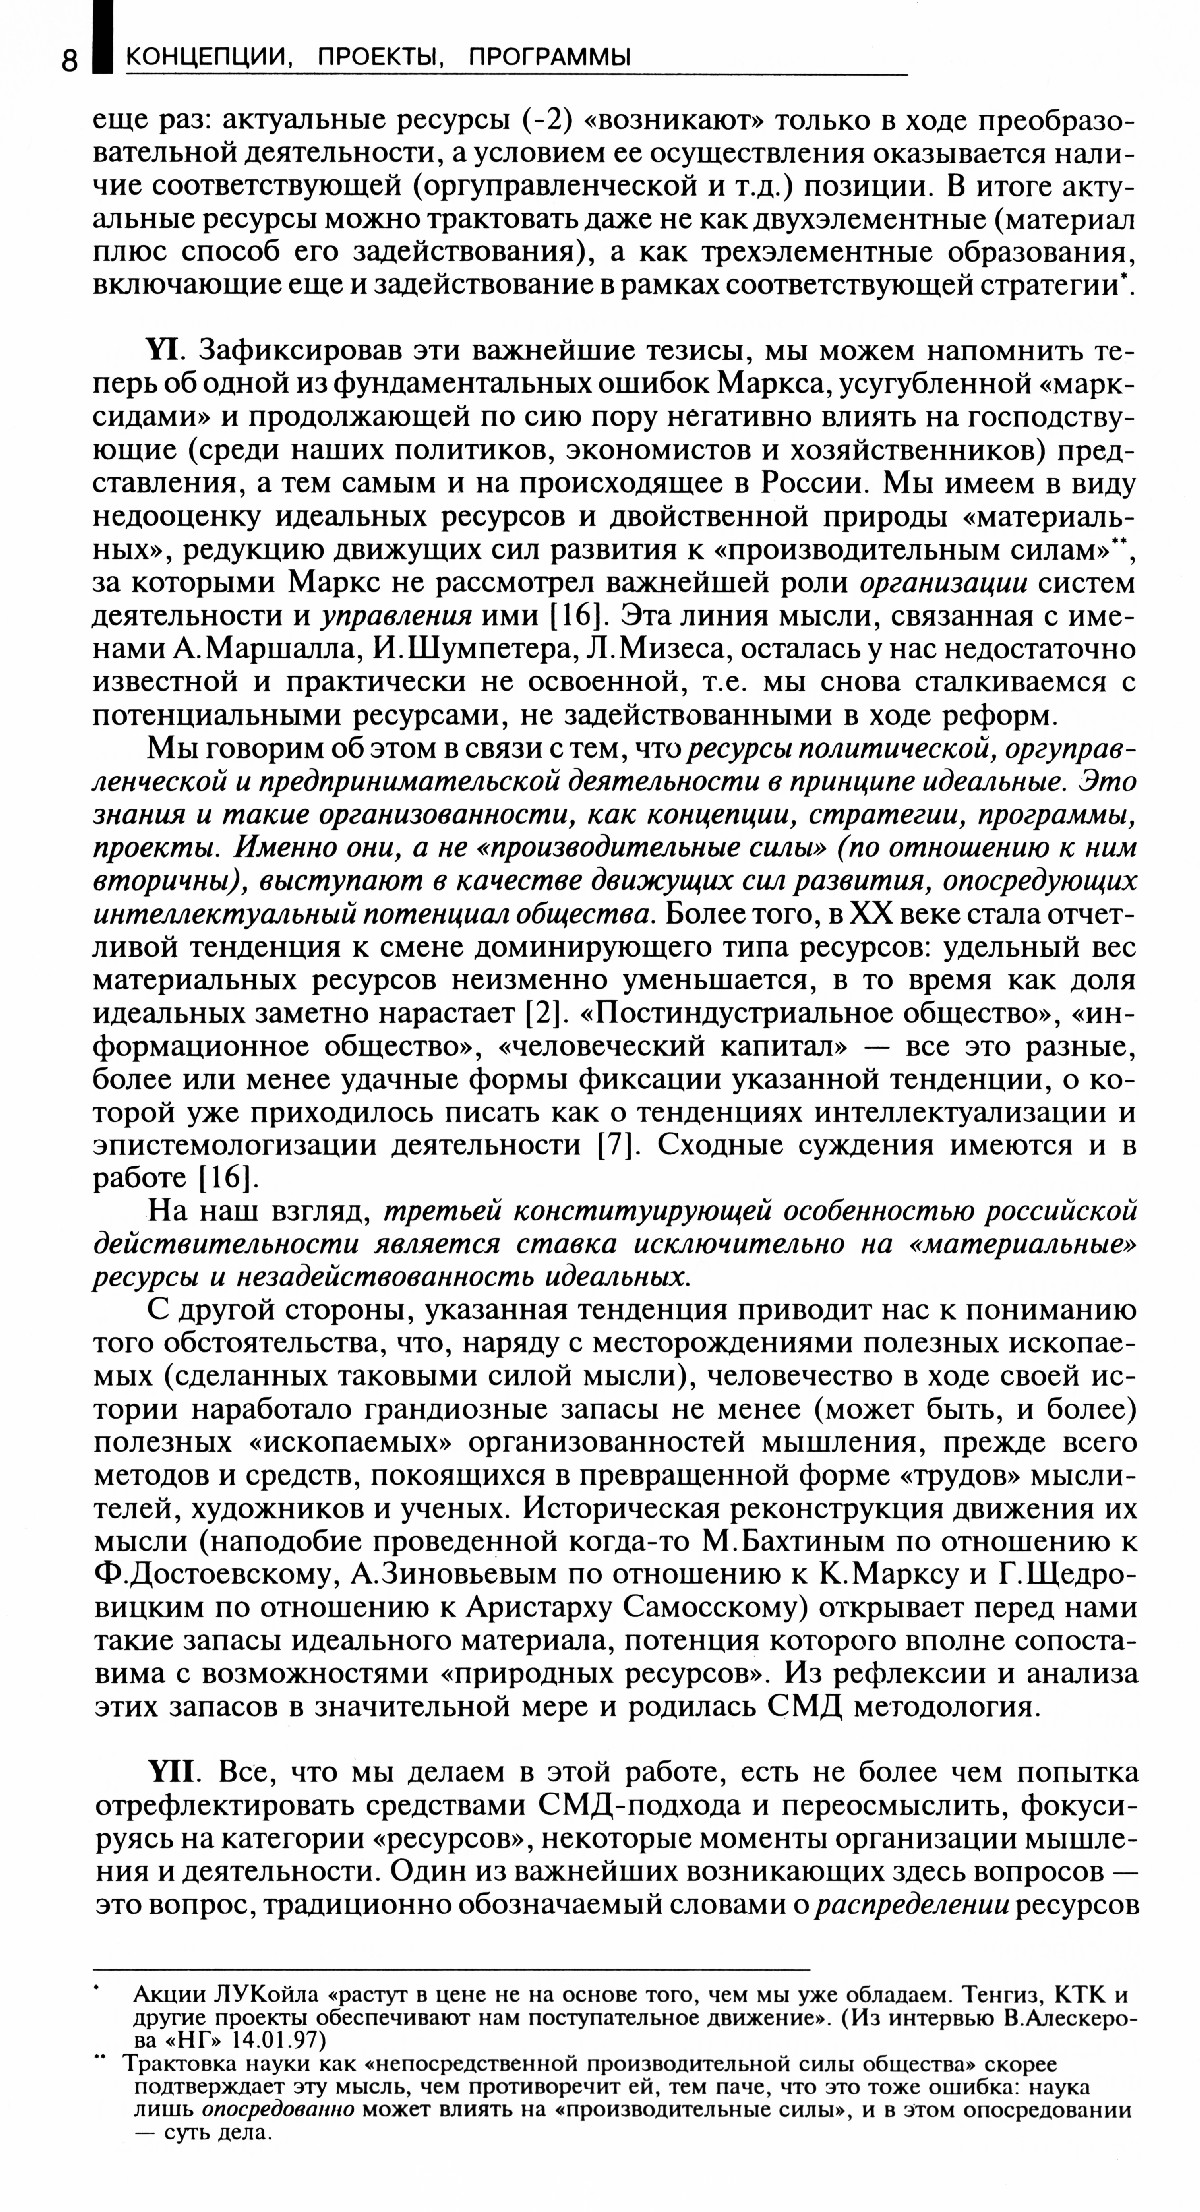 8 КОНЦЕПЦИИ, ПРОЕКТЫ, ПРОГРАММЫ
еще раз: актуальные ресурсы (-2) «возникают» только в ходе преобразо-
вательной деятельности, а условием ее осуществления оказывается нали-
чие соответствующей (оргуправленческой и т.д.) позиции. В итоге акту-
альные ресурсы можно трактовать даже не как двухэлементные (материал
плюс способ его задействования), а как трехэлементные образования,
включающие еще и задействование в рамках соответствующей стратегии*.
YI. Зафиксировав эти важнейшие тезисы, мы можем напомнить те-
перь об одной из фундаментальных ошибок Маркса, усугубленной «марк-
сидами» и продолжающей по сию пору негативно влиять на господству-
ющие (среди наших политиков, экономистов и хозяйственников) пред-
ставления, а тем самым и на происходящее в России. Мы имеем в виду
недооценку идеальных ресурсов и двойственной природы «материаль-
ных», редукцию движущих сил развития к «производительным силам»**,
за которыми Маркс не рассмотрел важнейшей роли организации систем
деятельности и управления ими [16]. Эта линия мысли, связанная с име-
нами А.Маршалла, И.Шумпетера, Л.Мизеса, осталась у нас недостаточно
известной и практически не освоенной, т.е. мы снова сталкиваемся с
потенциальными ресурсами, не задействованными в ходе реформ.
Мы говорим об этом в связи с тем, что ресурсы политической, оргуправ-
ленческой и предпринимательской деятельности в принципе идеальные. Это
знания и такие организованности, как концепции, стратегии, программы,
проекты. Именно они, а не «производительные силы» (по отношению к ним
вторичны), выступают в качестве движущих сил развития, опосредующих
интеллектуальный потенциал общества. Более того, в XX веке стала отчет-
ливой тенденция к смене доминирующего типа ресурсов: удельный вес
материальных ресурсов неизменно уменьшается, в то время как доля
идеальных заметно нарастает [2]. «Постиндустриальное общество», «ин-
формационное общество», «человеческий капитал» — все это разные,
более или менее удачные формы фиксации указанной тенденции, о ко-
торой уже приходилось писать как о тенденциях интеллектуализации и
эпистемологизации деятельности [7]. Сходные суждения имеются и в
работе [16].
На наш взгляд, третьей конституирующей особенностью российской
действительности является ставка исключительно на «материальные»
ресурсы и незадействованность идеальных.
С другой стороны, указанная тенденция приводит нас к пониманию
того обстоятельства, что, наряду с месторождениями полезных ископае-
мых (сделанных таковыми силой мысли), человечество в ходе своей ис-
тории наработало грандиозные запасы не менее (может быть, и более)
полезных «ископаемых» организованностей мышления, прежде всего
методов и средств, покоящихся в превращенной форме «трудов» мысли-
телей, художников и ученых. Историческая реконструкция движения их
мысли (наподобие проведенной когда-то М.Бахтиным по отношению к
Ф.Достоевскому, А.Зиновьевым по отношению к К.Марксу и Г.Щедро-
вицким по отношению к Аристарху Самосскому) открывает перед нами
такие запасы идеального материала, потенция которого вполне сопоста-
вима с возможностями «природных ресурсов». Из рефлексии и анализа
этих запасов в значительной мере и родилась СМД методология.
YII. Все, что мы делаем в этой работе, есть не более чем попытка
отрефлектировать средствами СМД-подхода и переосмыслить, фокуси-
руясь на категории «ресурсов», некоторые моменты организации мышле-
ния и деятельности. Один из важнейших возникающих здесь вопросов —
это вопрос, традиционно обозначаемый словами о распределении ресурсов
* Акции ЛУКойла «растут в цене не на основе того, чем мы уже обладаем. Тенгиз, КТК и
другие проекты обеспечивают нам поступательное движение». (Из интервью В.Алескеро-
ва «НГ» 14.01.97)
** Трактовка науки как «непосредственной производительной силы общества» скорее
подтверждает эту мысль, чем противоречит ей, тем паче, что это тоже ошибка: наука
лишь опосредованно может влиять на «производительные силы», и в этом опосредовании
— суть дела.